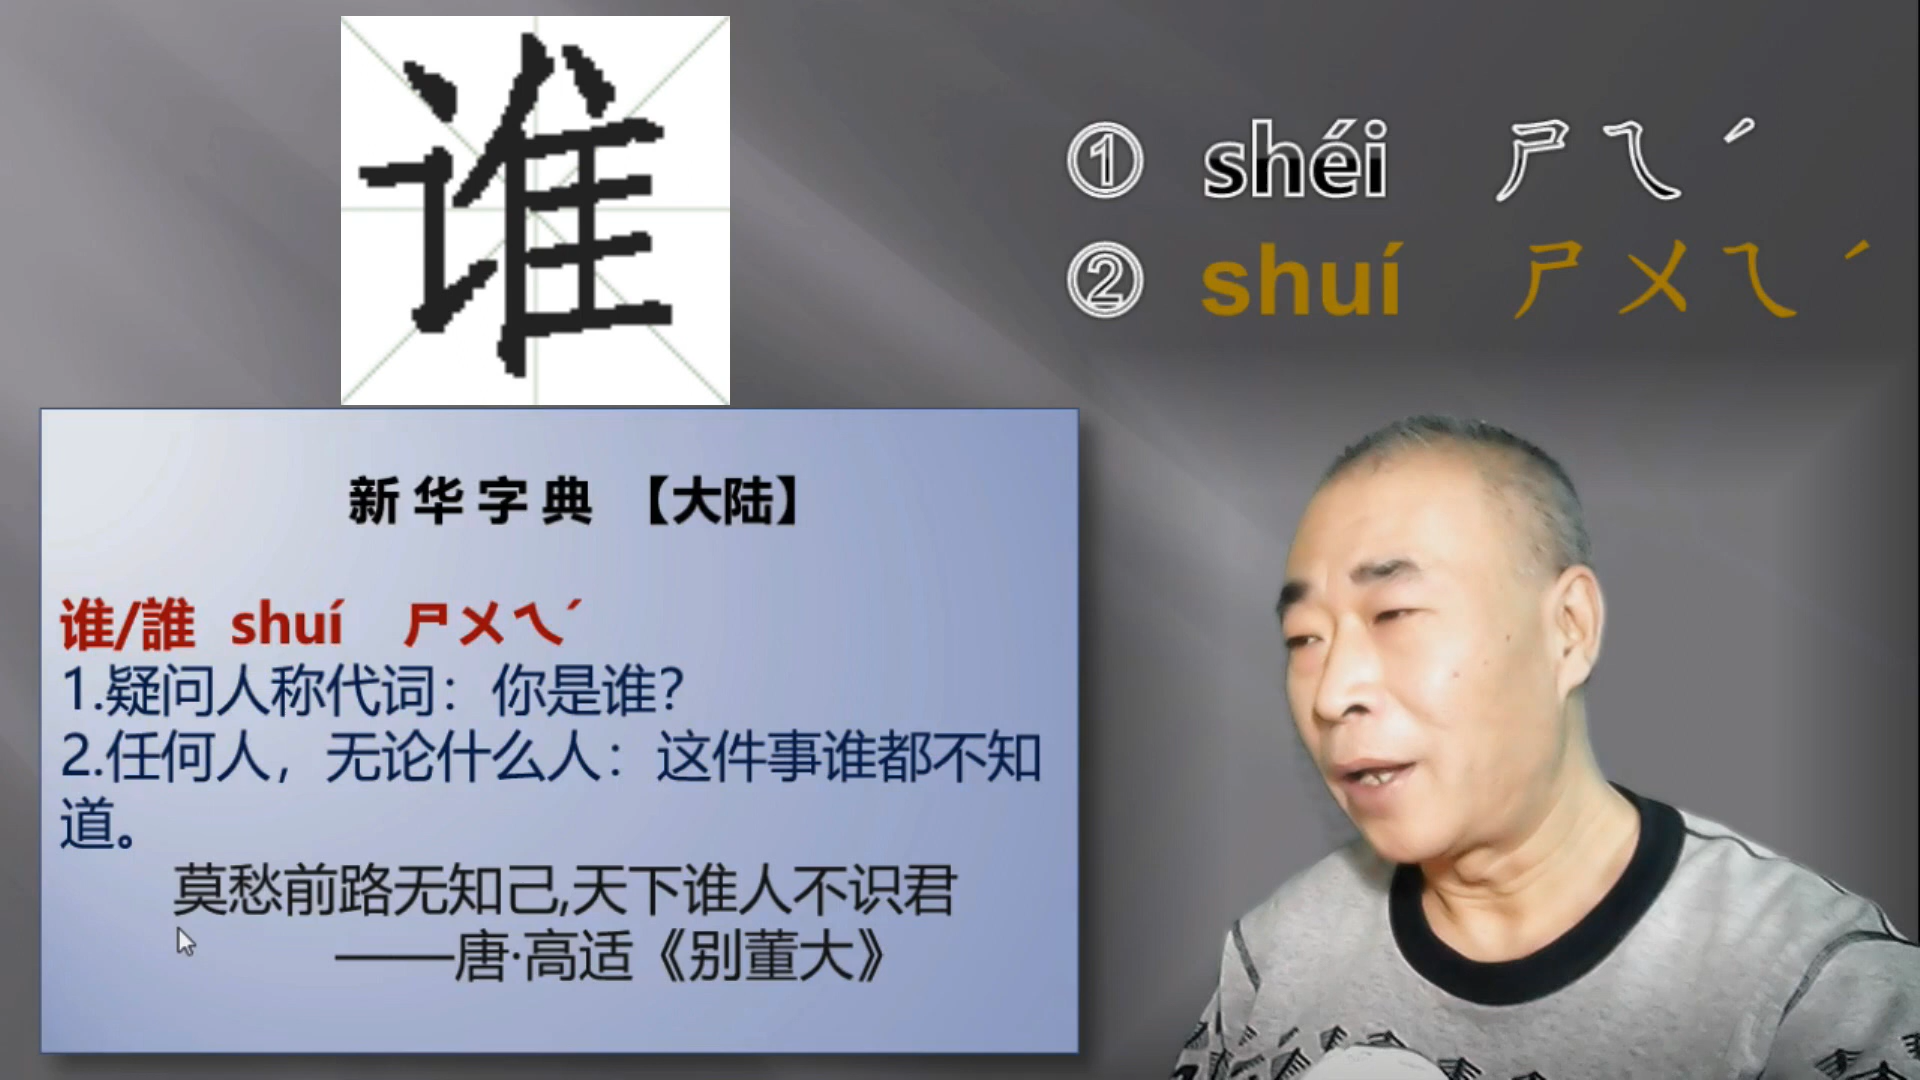 谁
① shéi ㄕㄟˊ
② shuí ㄕㄨㄟˊ
新华字典 【大陆】
谁/誰 shuí ㄕㄨㄟˊ
1.疑问人称代词：你是谁？
2.任何人，无论什么人：这件事谁都不知
道。
莫愁前路无知己,天下谁人不识君
——唐·高适《别董大》